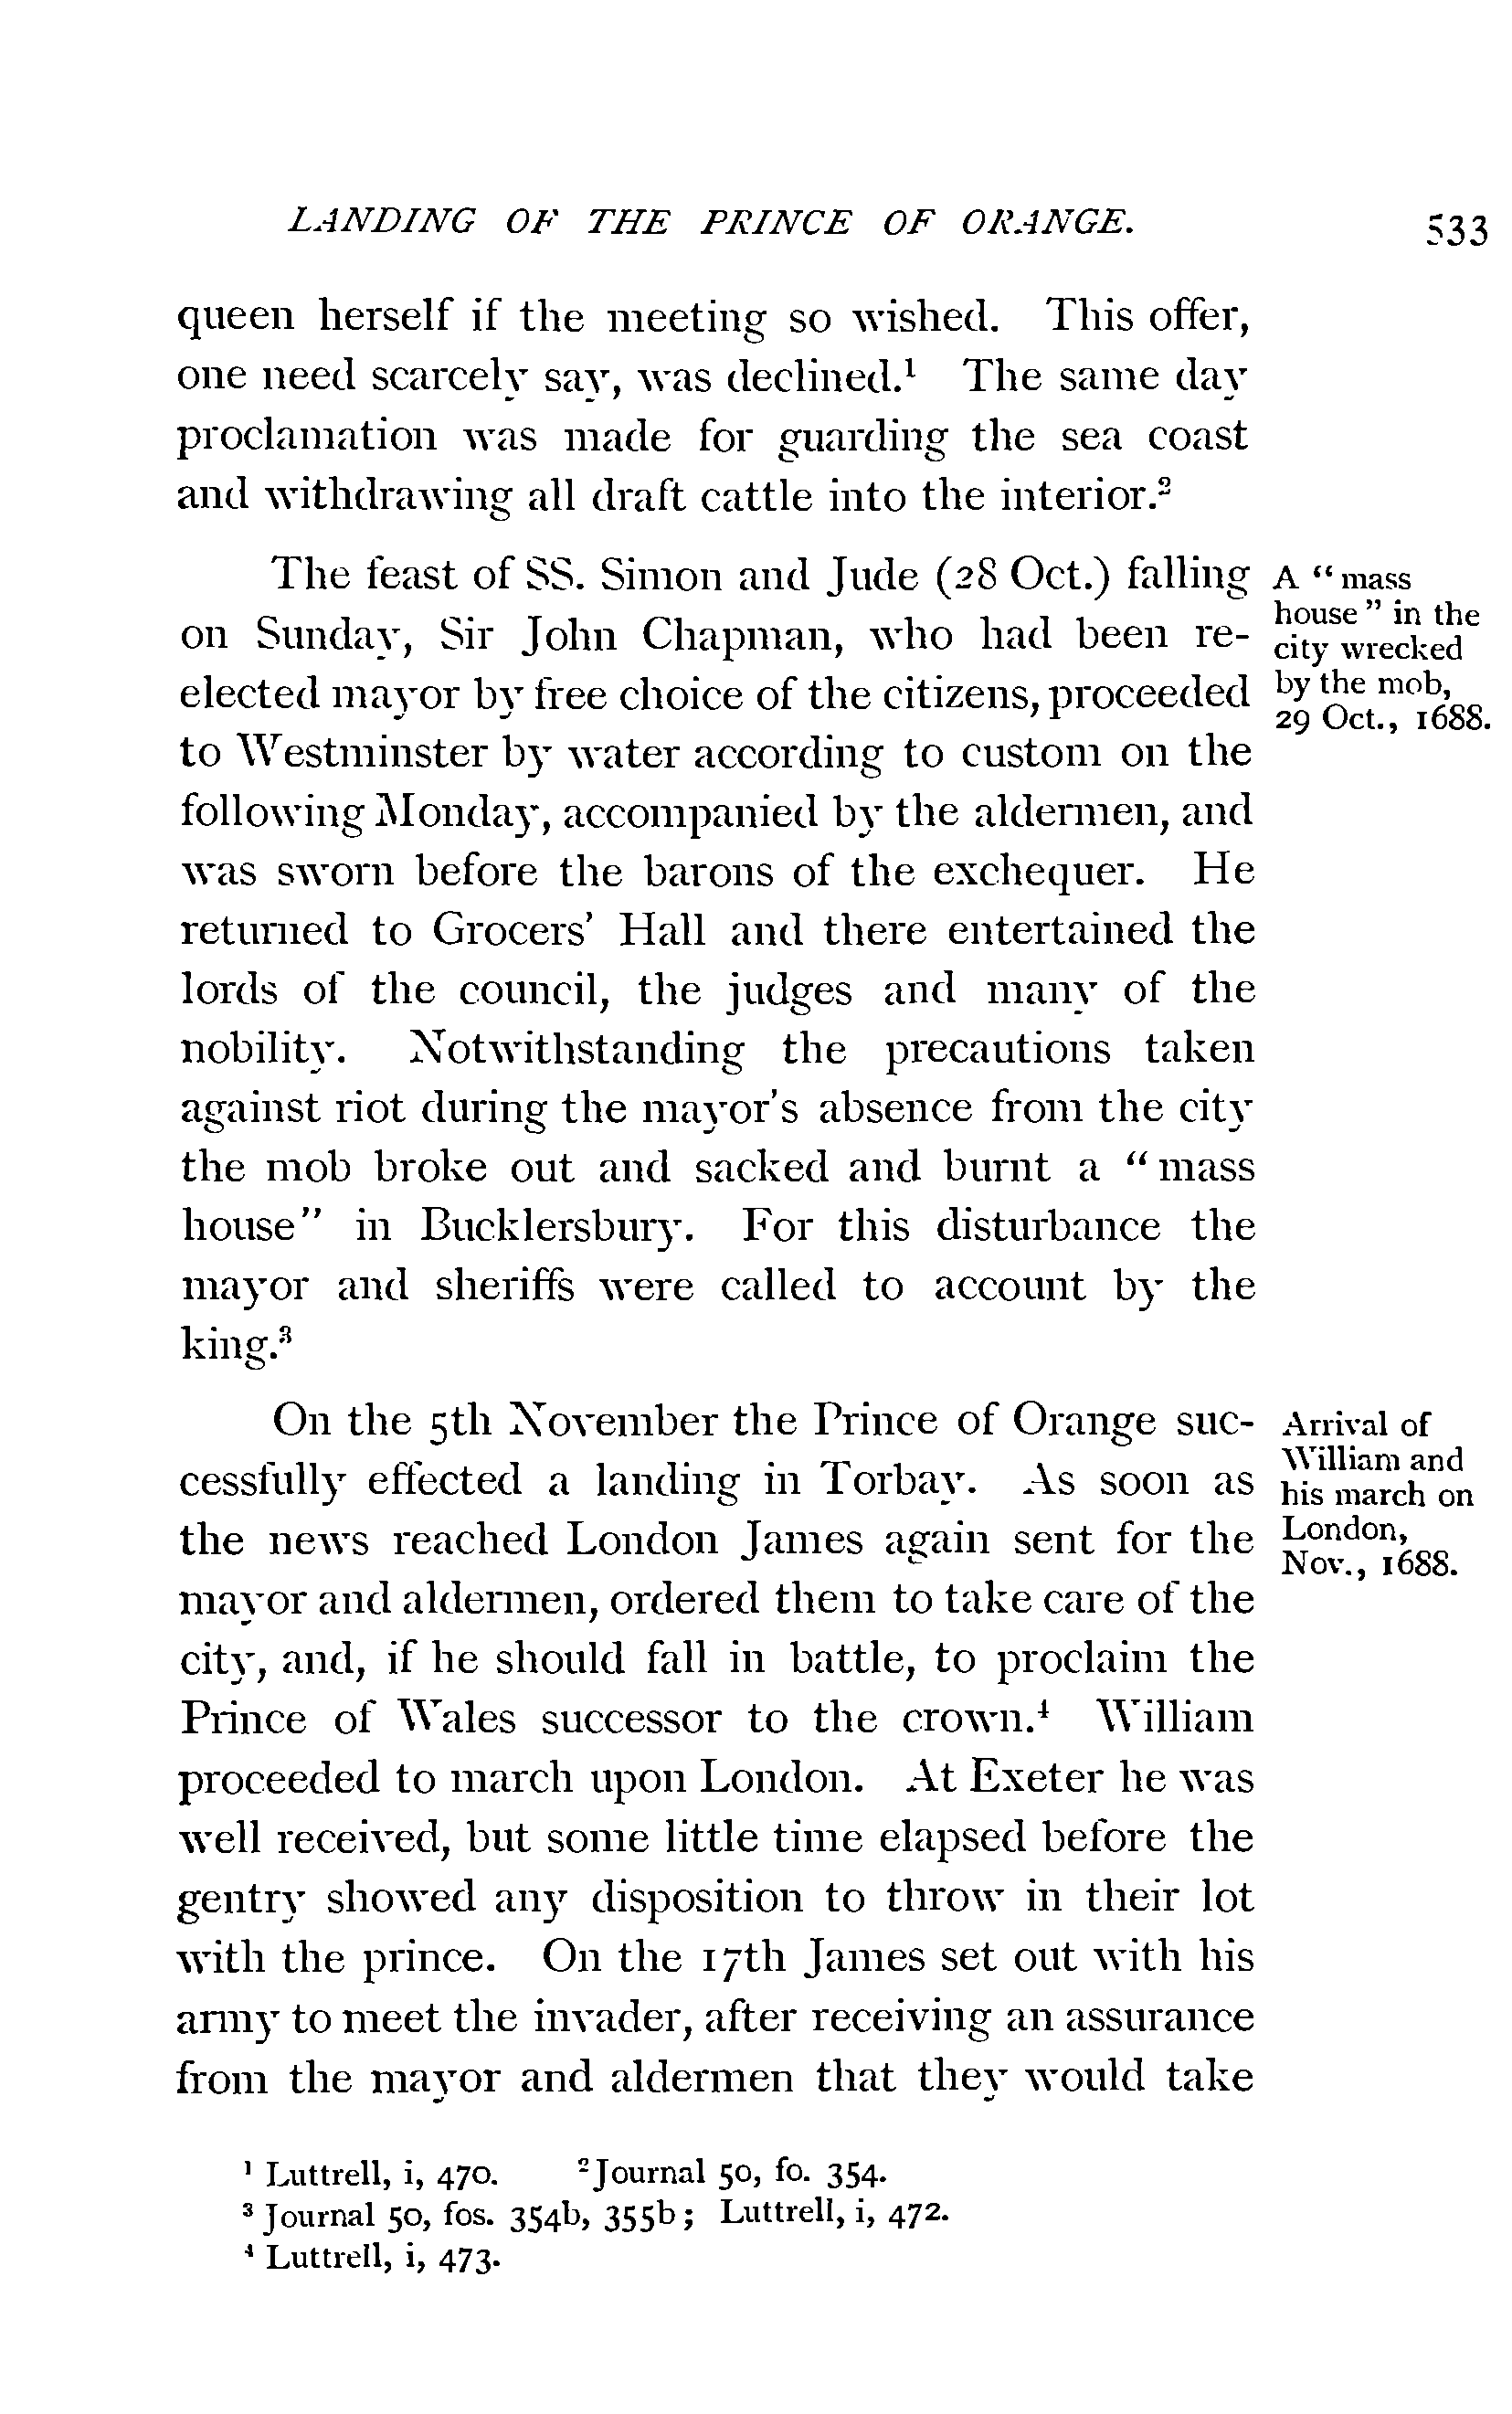 LANDING OF THE PRINCE OF ORANGE. 533
queen herself if the meeting so wished. This offer,
one need scarcely say, was declined.¹ The same day
proclamation was made for guarding the sea coast
and withdrawing all draft cattle into the interior.²
The feast of SS. Simon and Jude (28 Oct.) falling
on Sunday, Sir John Chapman, who had been re-
elected mayor by free choice of the citizens, proceeded
to Westminster by water according to custom on the
following Monday, accompanied by the aldermen, and
was sworn before the barons of the exchequer. He
returned to Grocers' Hall and there entertained the
lords of the council, the judges and many of the
nobility. Notwithstanding the precautions taken
against riot during the mayor's absence from the city
the mob broke out and sacked and burnt a "mass
house" in Bucklersbury. For this disturbance the
mayor and sheriffs were called to account by the
king.³
A "mass
house" in the
city wrecked
by the mob,
29 Oct., 1688.
On the 5th November the Prince of Orange suc-
cessfully effected a landing in Torbay. As soon as
the news reached London James again sent for the
mayor and aldermen, ordered them to take care of the
city, and, if he should fall in battle, to proclaim the
Prince of Wales successor to the crown.⁴ William
proceeded to march upon London. At Exeter he was
well received, but some little time elapsed before the
gentry showed any disposition to throw in their lot
with the prince. On the 17th James set out with his
army to meet the invader, after receiving an assurance
from the mayor and aldermen that they would take
Arrival of
William and
his march on
London,
Nov., 1688.
¹ Luttrell, i, 470. ² Journal 50, fo. 354.
³ Journal 50, fos. 354b, 355b; Luttrell, i, 472.
⁴ Luttrell, i, 473.